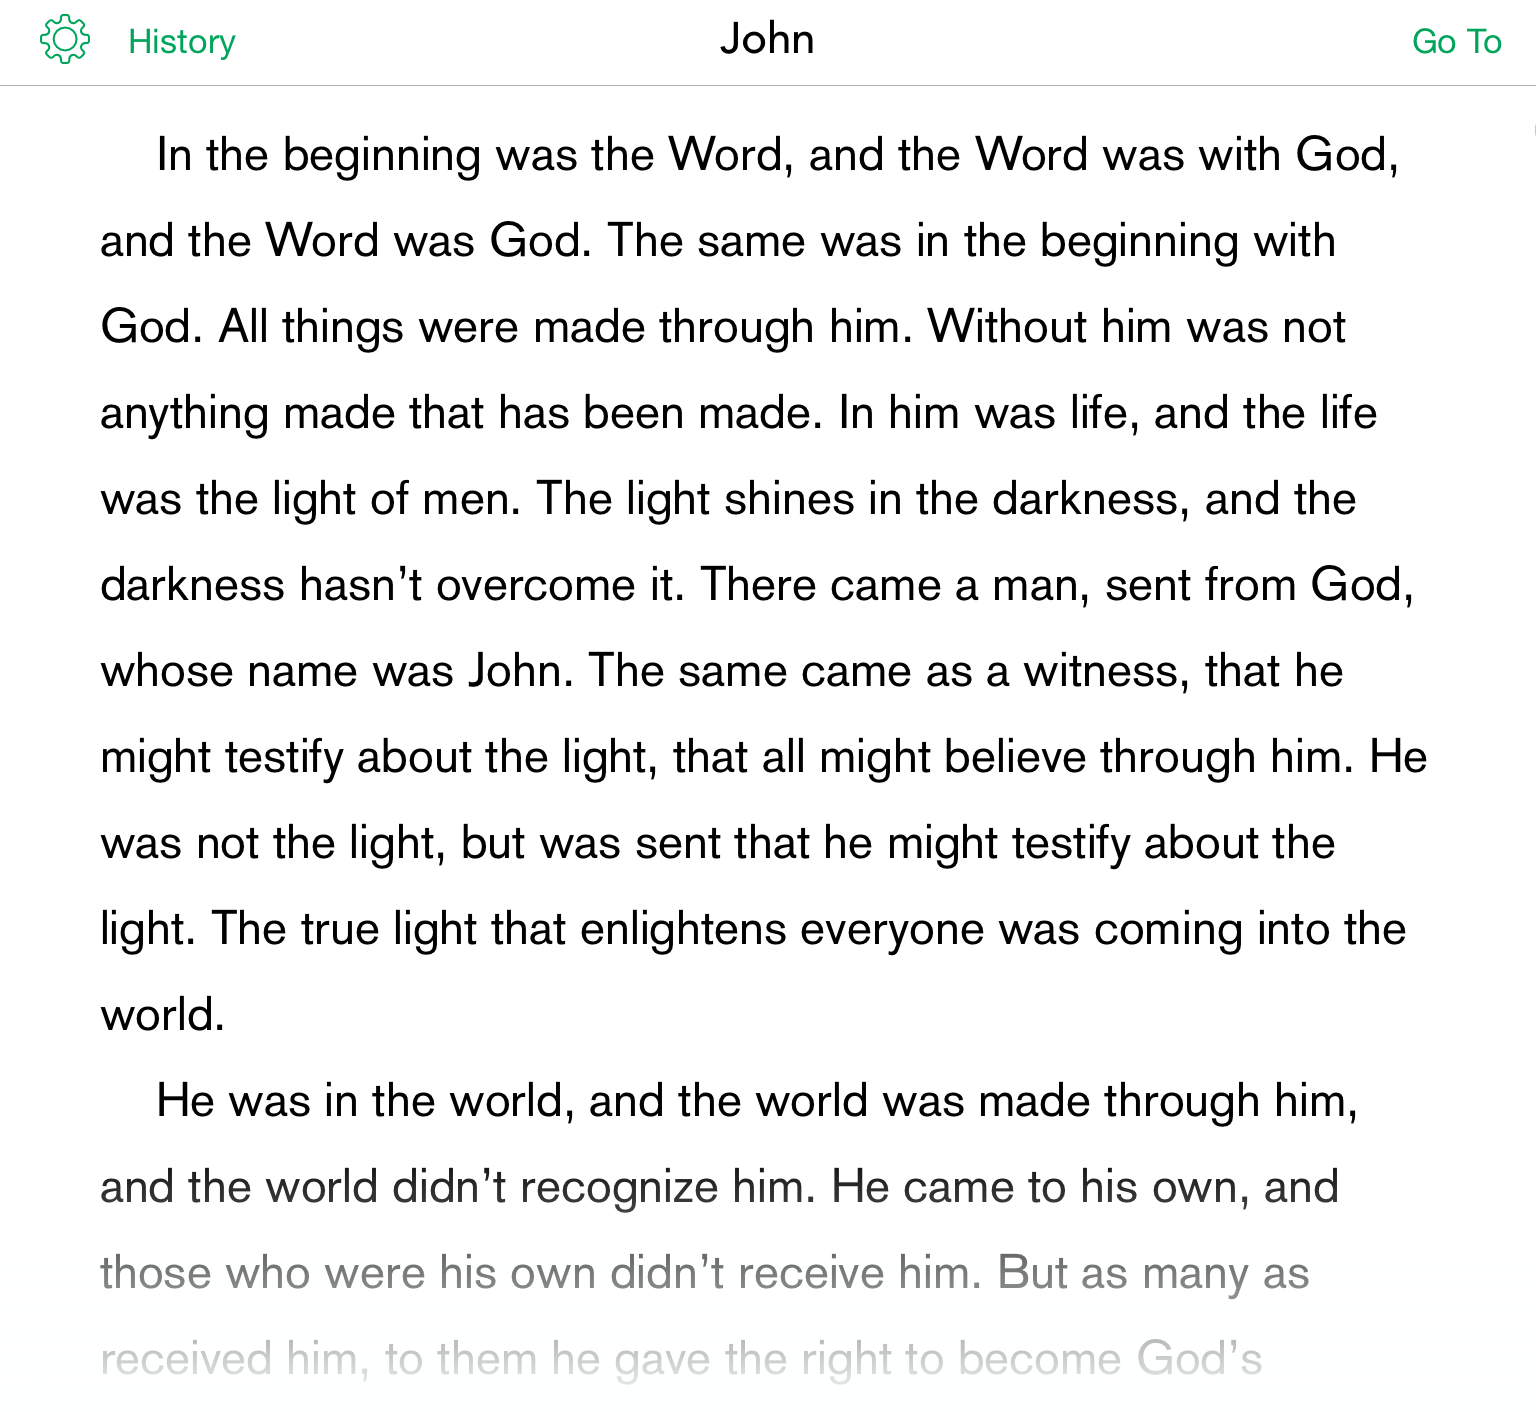 History
John
Go To
In the beginning was the Word, and the Word was with God,
and the Word was God. The same was in the beginning with
God. All things were made through him. Without him was not
anything made that has been made. In him was life, and the life
was the light of men. The light shines in the darkness, and the
darkness hasn’t overcome it. There came a man, sent from God,
whose name was John. The same came as a witness, that he
might testify about the light, that all might believe through him. He
was not the light, but was sent that he might testify about the
light. The true light that enlightens everyone was coming into the
world.
He was in the world, and the world was made through him,
and the world didn’t recognize him. He came to his own, and
those who were his own didn’t receive him. But as many as
received him, to them he gave the right to become God’s